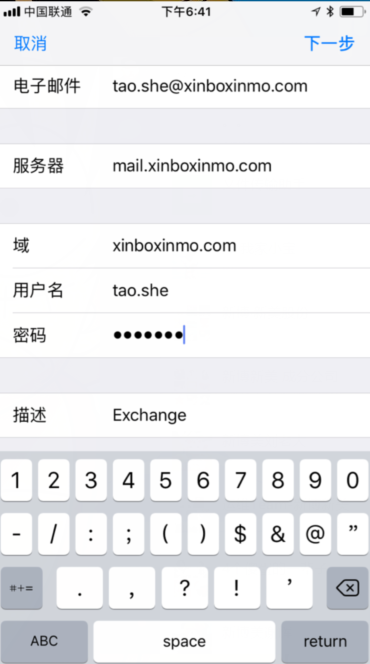 中国联通 下午6:41
取消 下一步
电子邮件 tao.she@xinboxinmo.com
服务器 mail.xinboxinmo.com
域 xinboxinmo.com
用户名 tao.she
密码 ●●●●●●●
描述 Exchange
1 2 3 4 5 6 7 8 9 0
- / : ; ( ) $ & @ ”
#+= . , ? ! ’
ABC space return